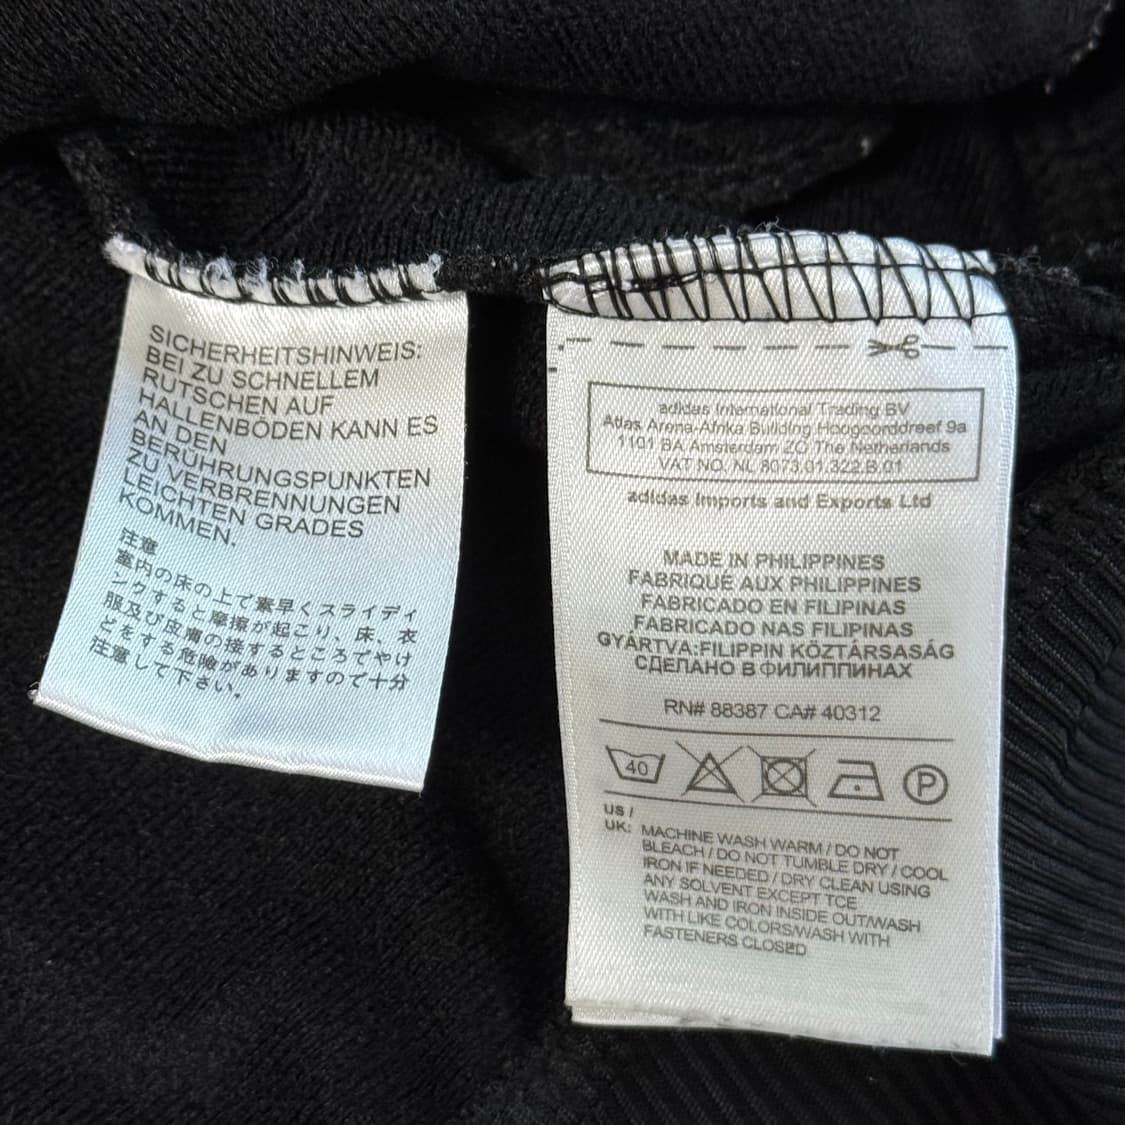 SICHERHEITSHINWEIS:
BEI ZU SCHNELLEM
RUTSCHEN AUF
HALLENBÖDEN KANN ES
AN DEN
BERÜHRUNGSPUNKTEN
ZU VERBRENNUNGEN
LEICHTEN GRADES
KOMMEN.
注意
室内の床の上で素早くスライディ
ングすると摩擦が起こり、床、衣
服及び皮膚の接するところでやけ
どをする危険がありますので十分
注意して下さい。
adidas International Trading BV
Atlas Arena-Afrika Building Hoogoorddreef 9a
1101 BA Amsterdam ZO The Netherlands
VAT NO. NL 8073.01.322.B.01
adidas Imports and Exports Ltd
MADE IN PHILIPPINES
FABRIQUÉ AUX PHILIPPINES
FABRICADO EN FILIPINAS
FABRICADO NAS FILIPINAS
GYÁRTVA:FILIPPIN KÖZTÁRSASÁG
СДЕЛАНО В ФИЛИППИНАХ
RN# 88387 CA# 40312
40 P
US /
UK: MACHINE WASH WARM / DO NOT
BLEACH / DO NOT TUMBLE DRY / COOL
IRON IF NEEDED / DRY CLEAN USING
ANY SOLVENT EXCEPT TCE
WASH AND IRON INSIDE OUT/WASH
WITH LIKE COLORS/WASH WITH
FASTENERS CLOSED